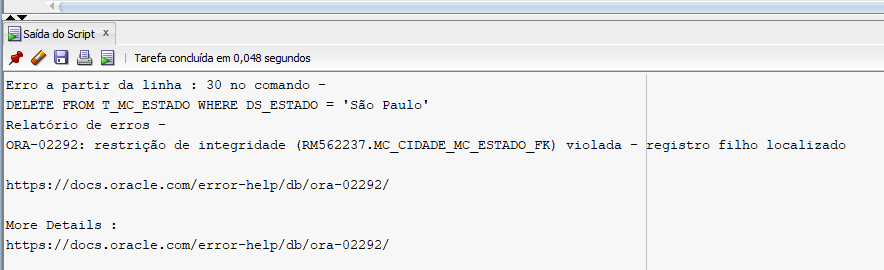 Saída do Script x
Tarefa concluída em 0,048 segundos
Erro a partir da linha : 30 no comando -
DELETE FROM T_MC_ESTADO WHERE DS_ESTADO = 'São Paulo'
Relatório de erros -
ORA-02292: restrição de integridade (RM562237.MC_CIDADE_MC_ESTADO_FK) violada - registro filho localizado
https://docs.oracle.com/error-help/db/ora-02292/
More Details :
https://docs.oracle.com/error-help/db/ora-02292/